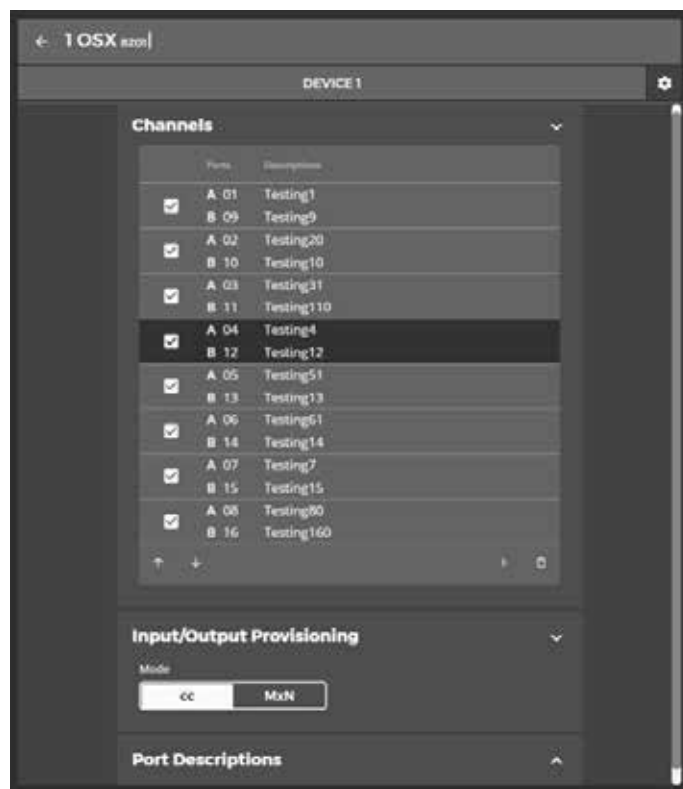 1 OSX
DEVICE 1
Channels
Ports Descriptions
A 01 Testing1
B 09 Testing9
A 02 Testing20
B 10 Testing10
A 03 Testing31
B 11 Testing110
A 04 Testing4
B 12 Testing12
A 05 Testing51
B 13 Testing13
A 06 Testing61
B 14 Testing14
A 07 Testing7
B 15 Testing15
A 08 Testing80
B 16 Testing160
Input/Output Provisioning
Mode
cc MxN
Port Descriptions